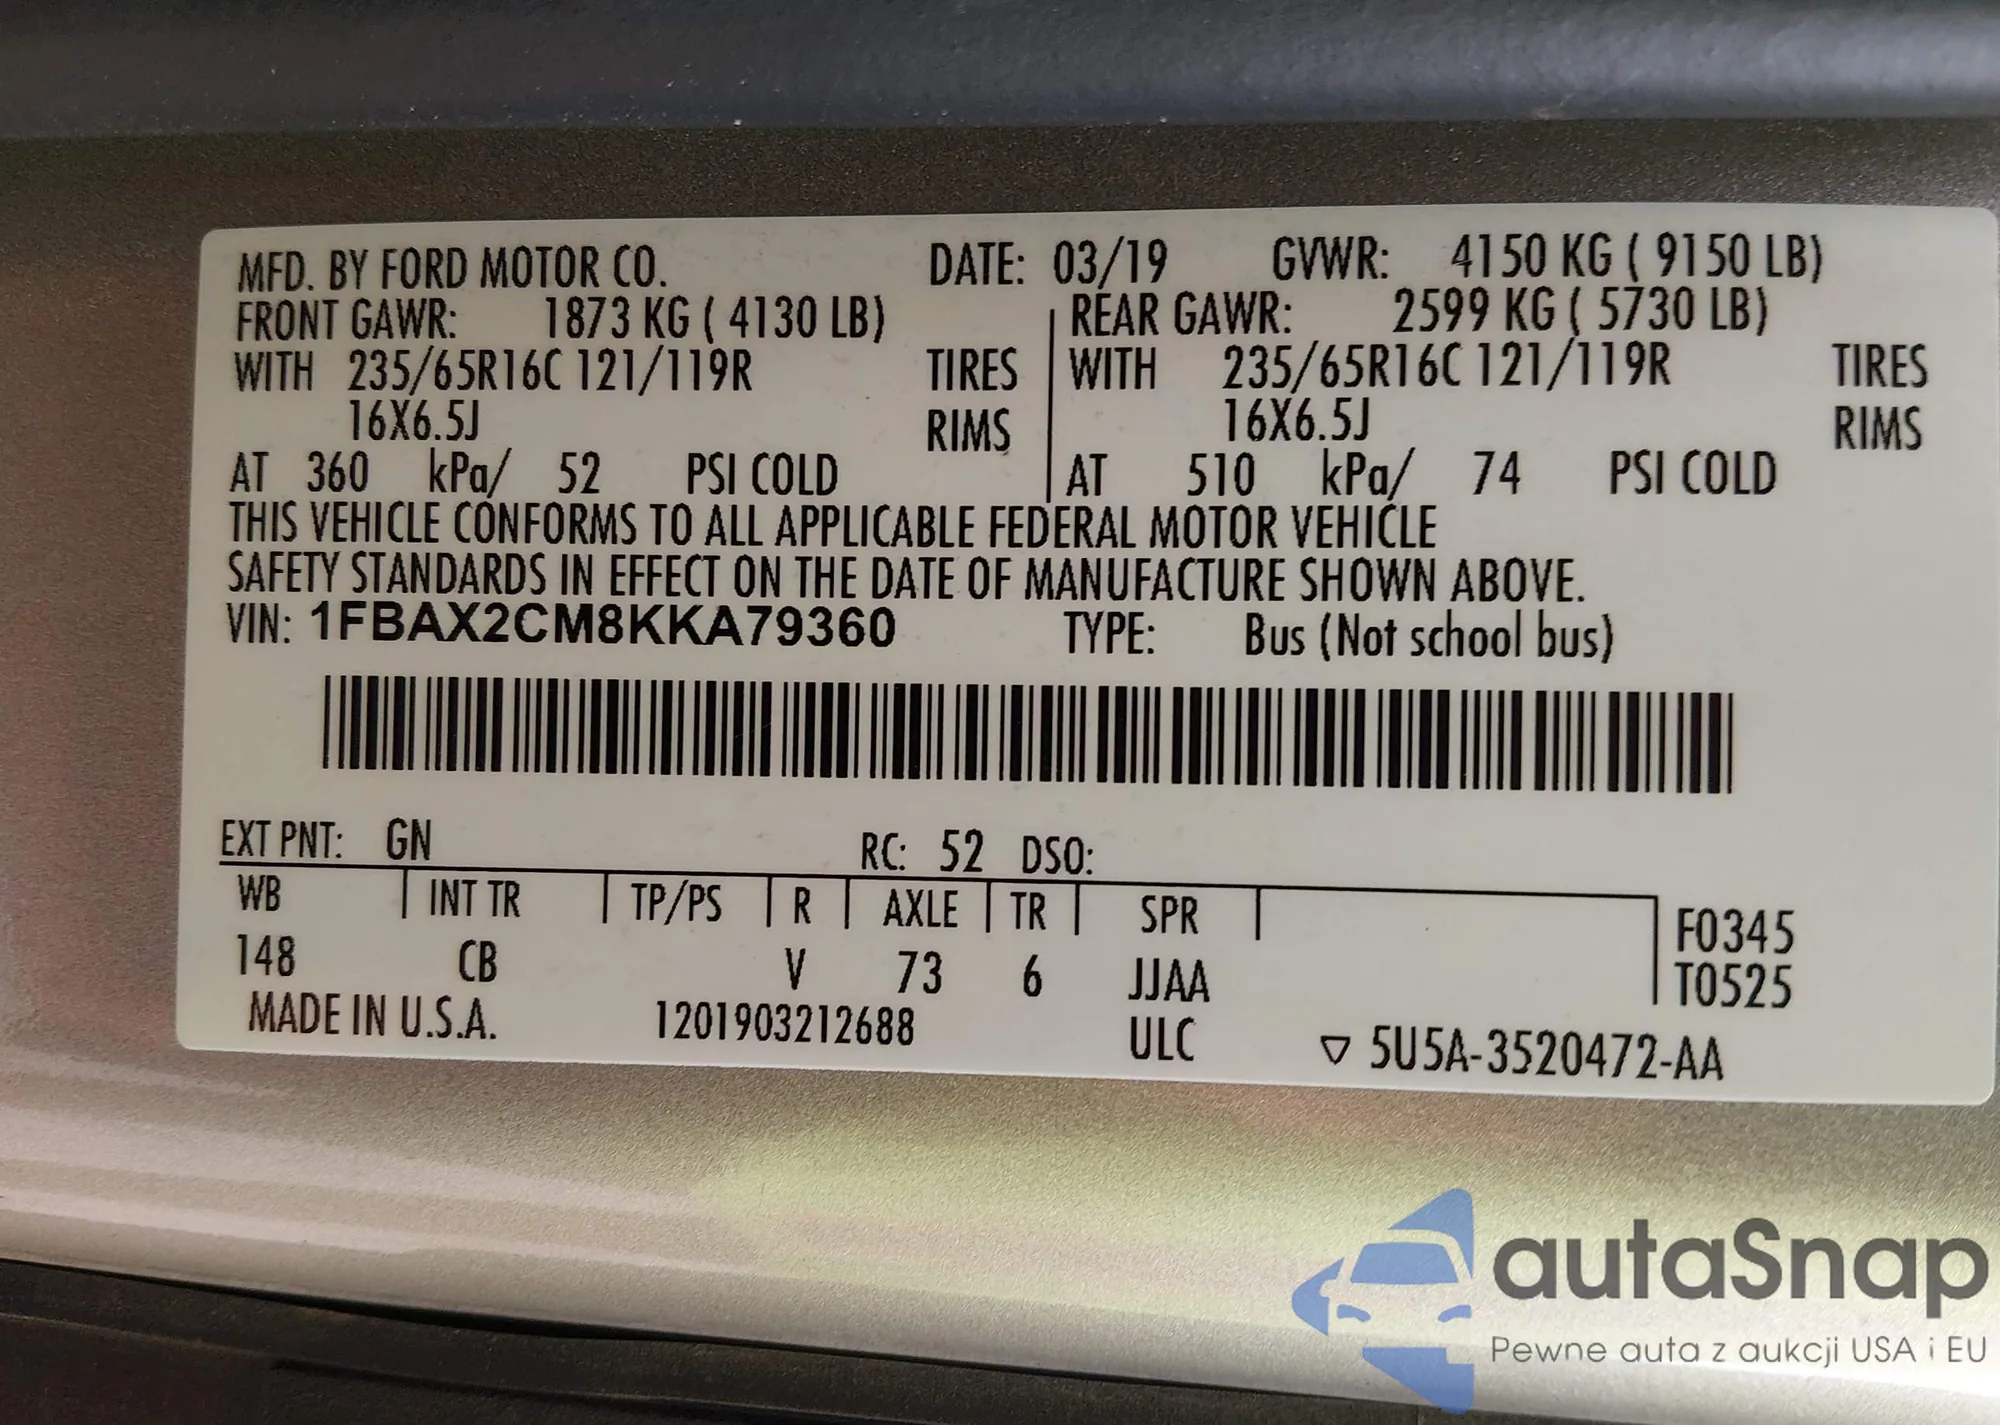 MFD. BY FORD MOTOR CO. DATE: 03/19 GVWR: 4150 KG ( 9150 LB)
FRONT GAWR: 1873 KG ( 4130 LB) REAR GAWR: 2599 KG ( 5730 LB)
WITH 235/65R16C 121/119R TIRES WITH 235/65R16C 121/119R TIRES
16X6.5J RIMS 16X6.5J RIMS
AT 360 kPa/ 52 PSI COLD AT 510 kPa/ 74 PSI COLD
THIS VEHICLE CONFORMS TO ALL APPLICABLE FEDERAL MOTOR VEHICLE
SAFETY STANDARDS IN EFFECT ON THE DATE OF MANUFACTURE SHOWN ABOVE.
VIN: 1FBAX2CM8KKA79360 TYPE: Bus (Not school bus)
EXT PNT: GN RC: 52 DSO:
WB INT TR TP/PS R AXLE TR SPR F0345
148 CB V 73 6 JJAA T0525
MADE IN U.S.A. 1201903212688 ULC ▽ 5U5A-3520472-AA
autaSnap
Pewne auta z aukcji USA i EU